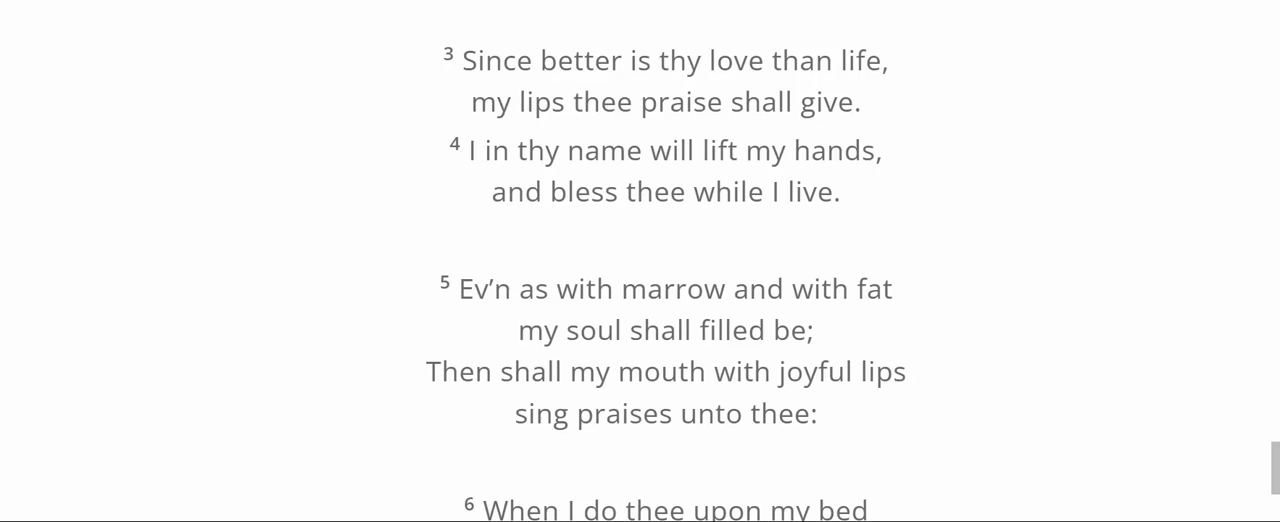 ³ Since better is thy love than life,
my lips thee praise shall give.
⁴ I in thy name will lift my hands,
and bless thee while I live.
⁵ Ev’n as with marrow and with fat
my soul shall filled be;
Then shall my mouth with joyful lips
sing praises unto thee:
⁶ When I do thee upon my bed